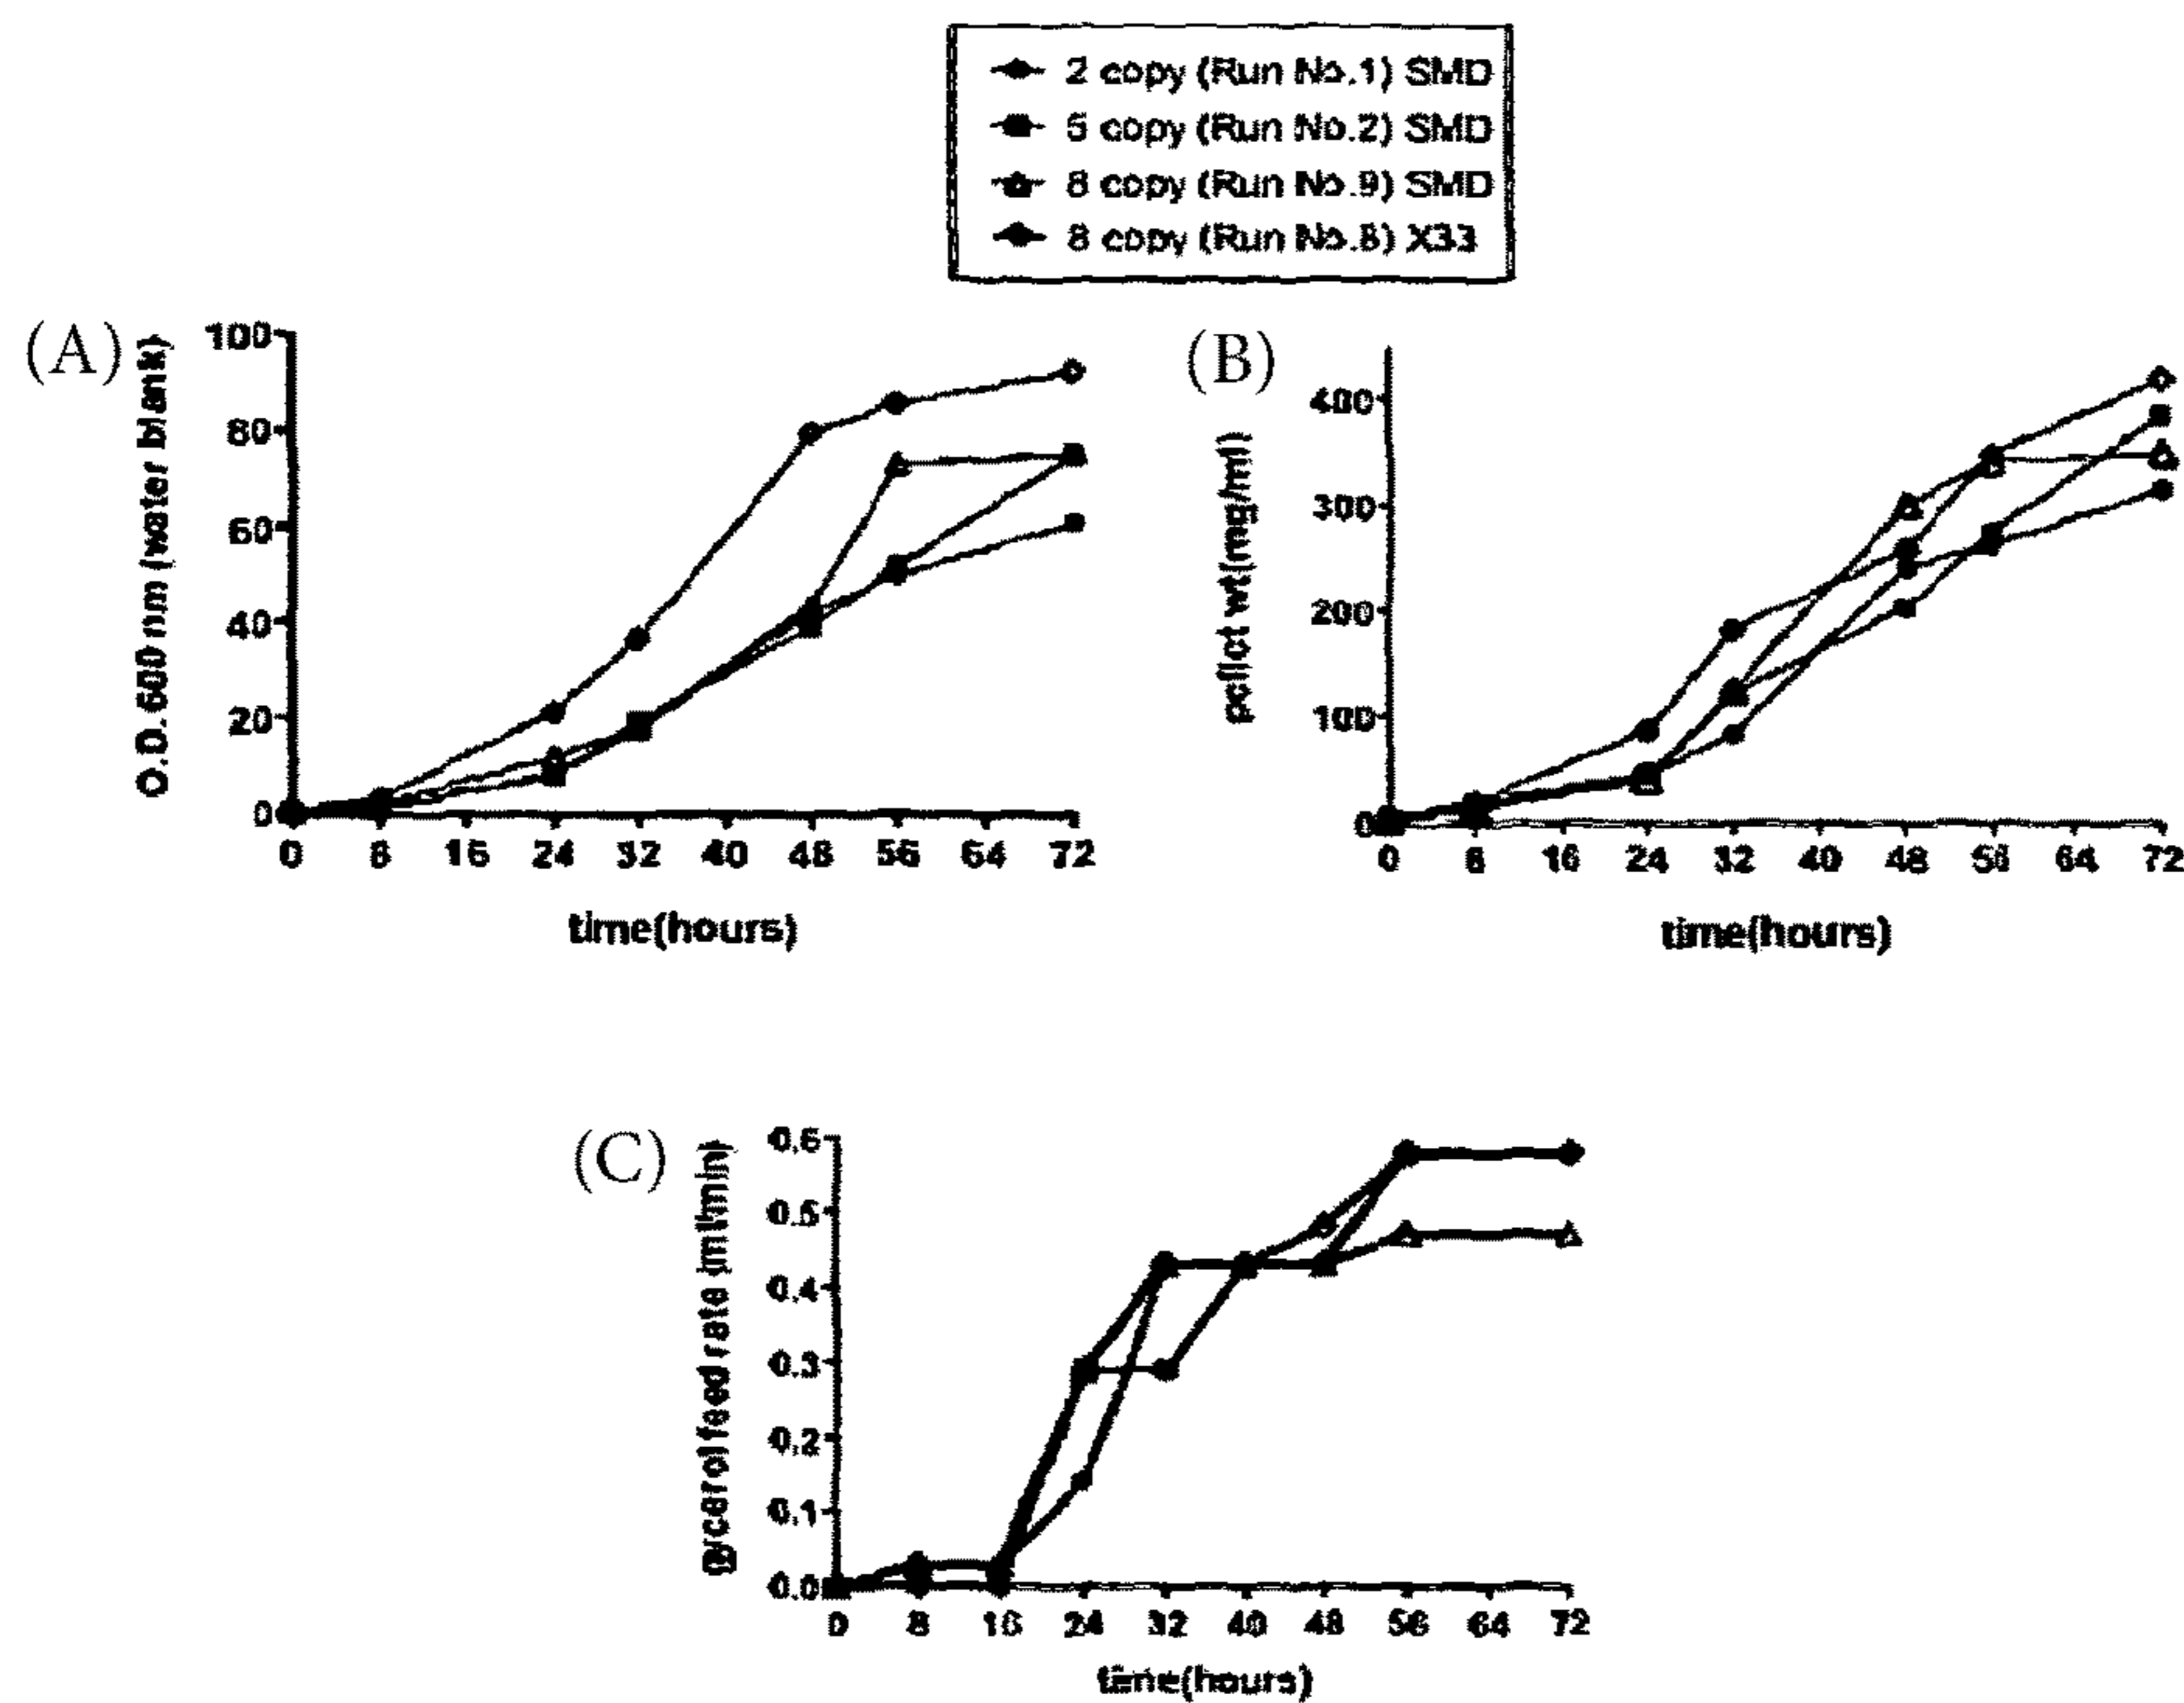 2 copy (Run No.1) SMD
5 copy (Run No.2) SMD
8 copy (Run No.9) SMD
8 copy (Run No.8) X33
(A)
O.D. 600 nm (water blank)
100
80
60
40
20
0
0 8 16 24 32 40 48 56 64 72
time(hours)
(B)
pellet wt(mg/ml)
400
300
200
100
0
0 8 16 24 32 40 48 56 64 72
time(hours)
(C)
glycerol feed rate (ml/min)
0.6
0.5
0.4
0.3
0.2
0.1
0.0
0 8 16 24 32 40 48 56 64 72
time(hours)